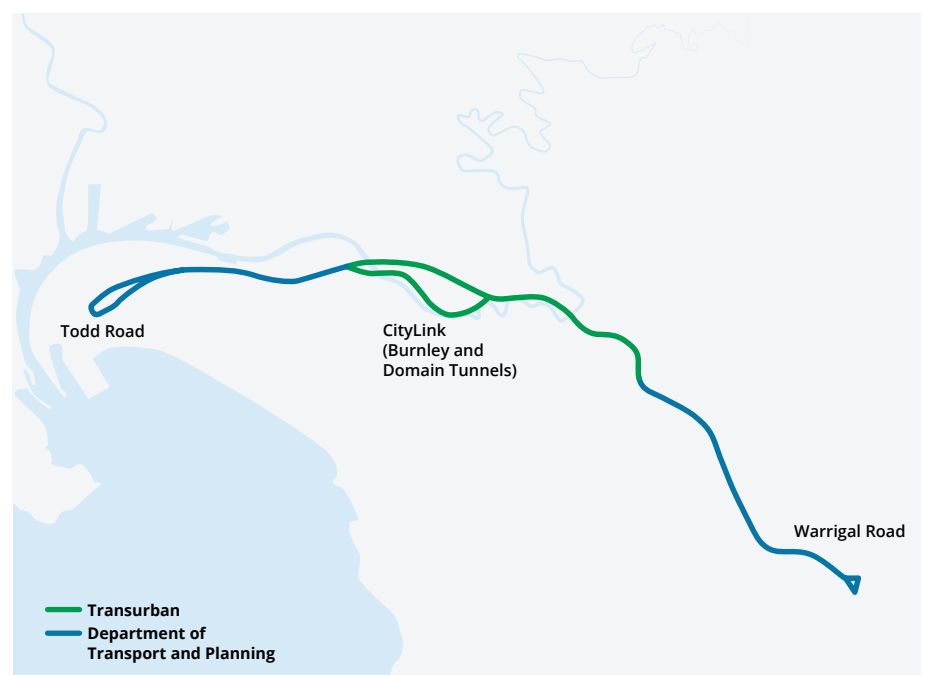 Todd Road
CityLink
(Burnley and
Domain Tunnels)
Warrigal Road
Transurban
Department of
Transport and Planning